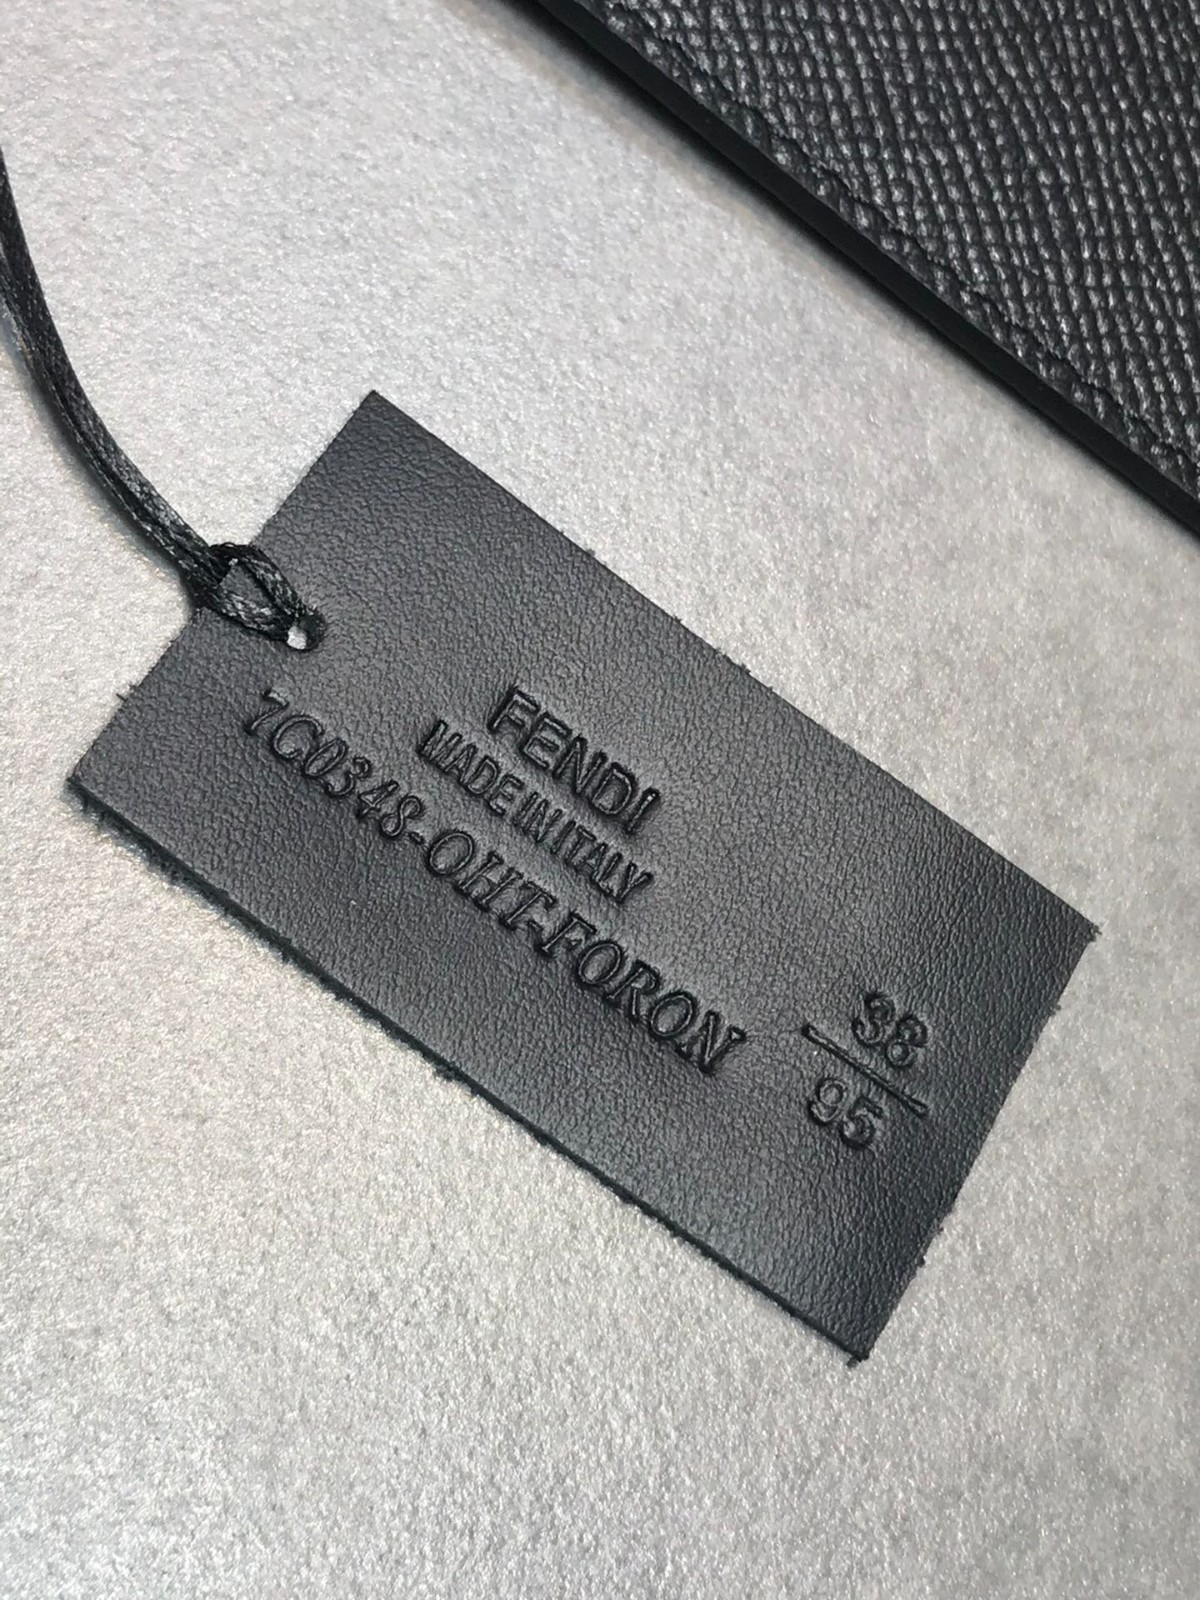 FENDI
MADE IN ITALY
7C0348-OHT-FORON
38
95